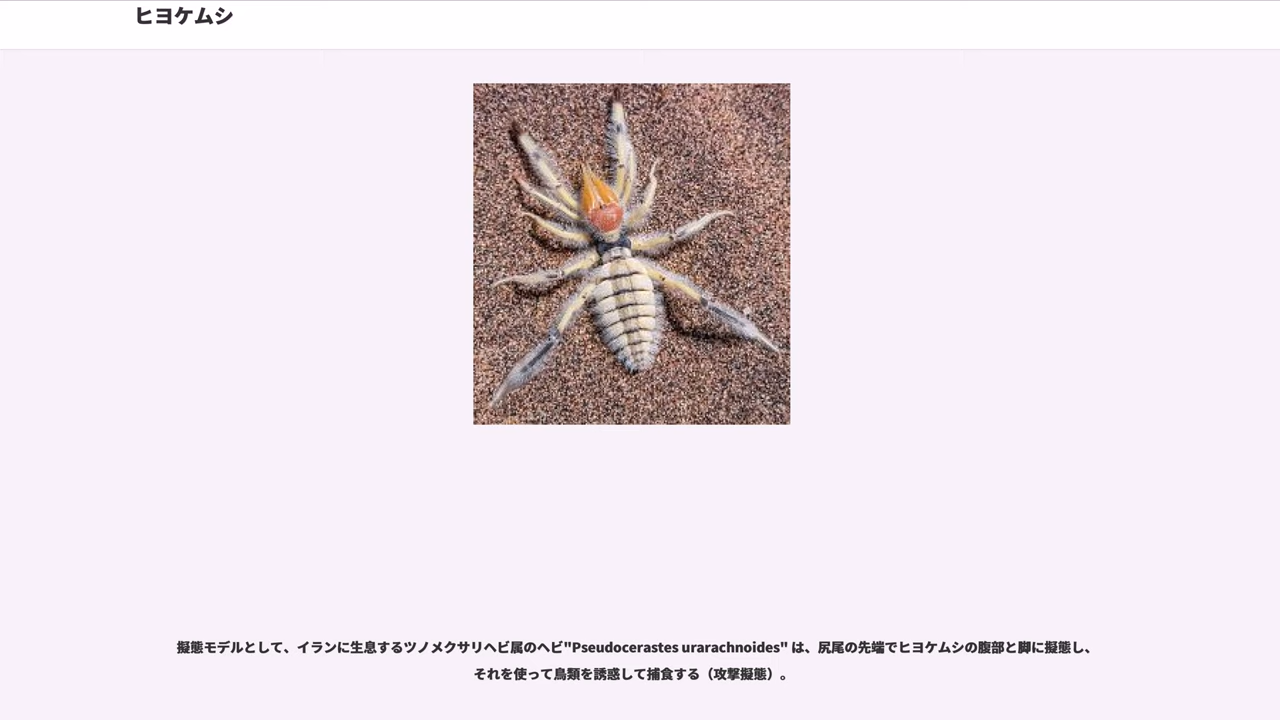 ヒヨケムシ
擬態モデルとして、イランに生息するツノメクサリヘビ属のヘビ"Pseudocerastes urarachnoides" は、尻尾の先端でヒヨケムシの腹部と脚に擬態し、
それを使って鳥類を誘惑して捕食する（攻撃擬態）。